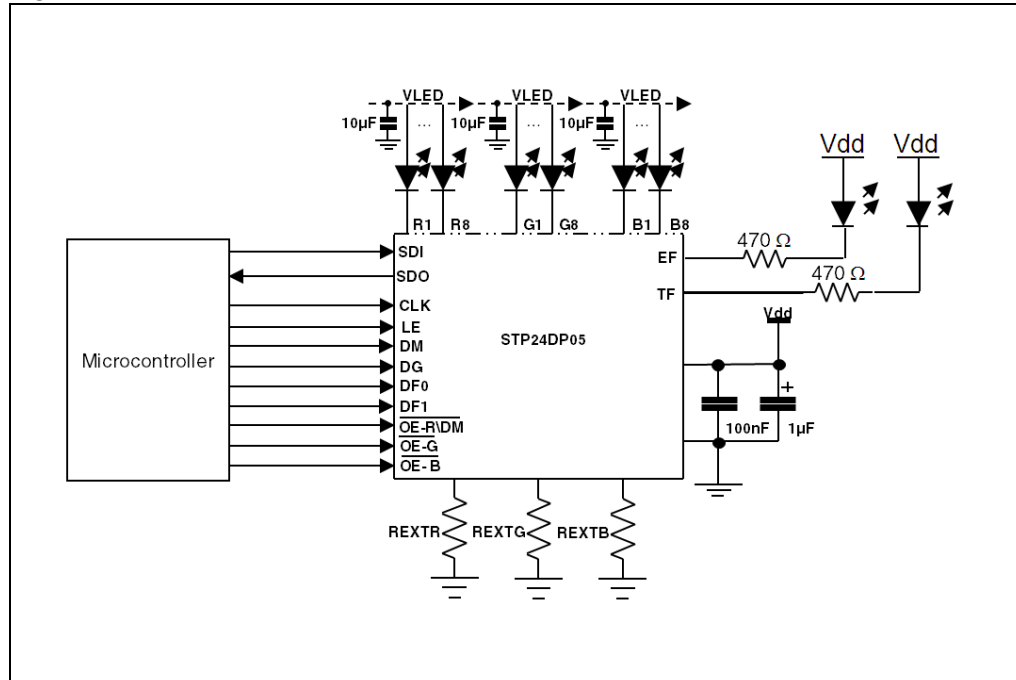 VLED VLED VLED
10µF ... 10µF ... 10µF ...
Vdd Vdd
R1 R8 G1 G8 B1 B8
SDI
EF 470 Ω
SDO
TF 470 Ω
CLK
Vdd
LE
STP24DP05
DM
Microcontroller
DG
DF0
+
DF1
100nF 1µF
OE-R\DM
OE-G
OE-B
REXTR REXTG REXTB